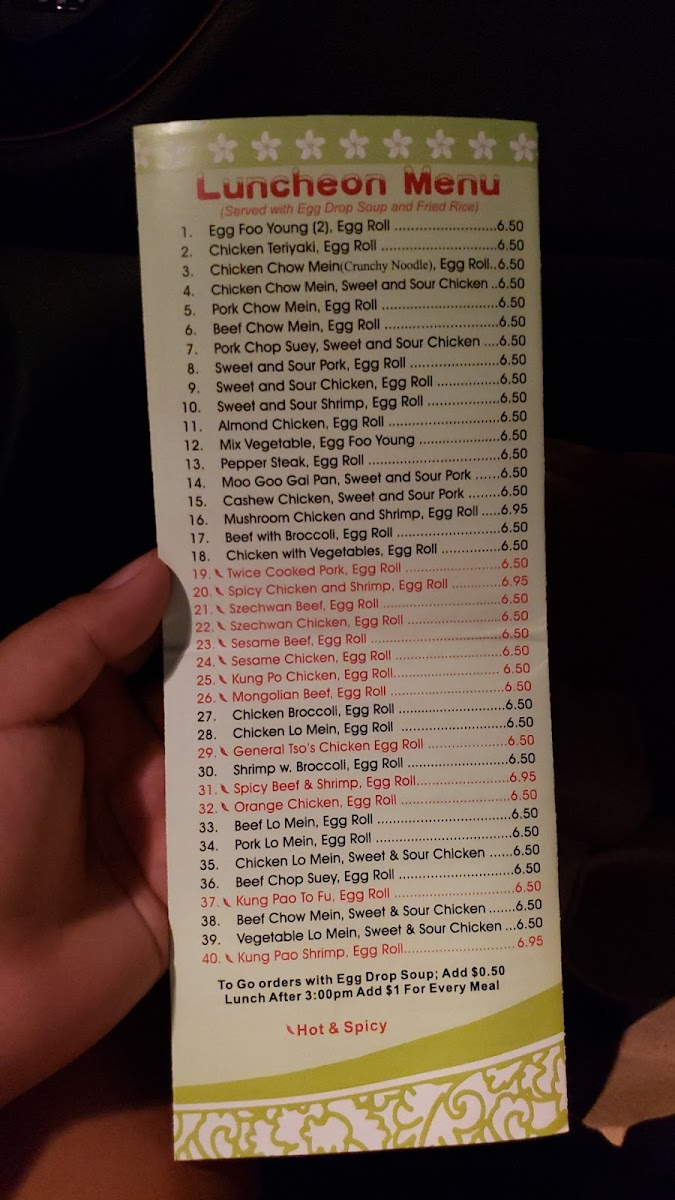 Luncheon Menu
(Served with Egg Drop Soup and Fried Rice)
1. Egg Foo Young (2), Egg Roll ..........................6.50
2. Chicken Teriyaki, Egg Roll .............................6.50
3. Chicken Chow Mein(Crunchy Noodle), Egg Roll..6.50
4. Chicken Chow Mein, Sweet and Sour Chicken ..6.50
5. Pork Chow Mein, Egg Roll .............................6.50
6. Beef Chow Mein, Egg Roll ............................6.50
7. Pork Chop Suey, Sweet and Sour Chicken ....6.50
8. Sweet and Sour Pork, Egg Roll ......................6.50
9. Sweet and Sour Chicken, Egg Roll ................6.50
10. Sweet and Sour Shrimp, Egg Roll ..................6.50
11. Almond Chicken, Egg Roll ............................6.50
12. Mix Vegetable, Egg Foo Young ....................6.50
13. Pepper Steak, Egg Roll .................................6.50
14. Moo Goo Gai Pan, Sweet and Sour Pork ......6.50
15. Cashew Chicken, Sweet and Sour Pork ........6.50
16. Mushroom Chicken and Shrimp, Egg Roll .....6.95
17. Beef with Broccoli, Egg Roll ..........................6.50
18. Chicken with Vegetables, Egg Roll ...............6.50
19. Twice Cooked Pork, Egg Roll ........................6.50
20. Spicy Chicken and Shrimp, Egg Roll ............6.95
21. Szechwan Beef, Egg Roll ..............................6.50
22. Szechwan Chicken, Egg Roll ........................6.50
23. Sesame Beef, Egg Roll .................................6.50
24. Sesame Chicken, Egg Roll ...........................6.50
25. Kung Po Chicken, Egg Roll........................... 6.50
26. Mongolian Beef, Egg Roll .............................6.50
27. Chicken Broccoli, Egg Roll ...........................6.50
28. Chicken Lo Mein, Egg Roll ..........................6.50
29. General Tso's Chicken Egg Roll ....................6.50
30. Shrimp w. Broccoli, Egg Roll .........................6.50
31. Spicy Beef & Shrimp, Egg Roll.......................6.95
32. Orange Chicken, Egg Roll ...........................6.50
33. Beef Lo Mein, Egg Roll ..................................6.50
34. Pork Lo Mein, Egg Roll ..................................6.50
35. Chicken Lo Mein, Sweet & Sour Chicken ......6.50
36. Beef Chop Suey, Egg Roll .............................6.50
37. Kung Pao To Fu, Egg Roll ..............................6.50
38. Beef Chow Mein, Sweet & Sour Chicken .......6.50
39. Vegetable Lo Mein, Sweet & Sour Chicken ...6.50
40. Kung Pao Shrimp, Egg Roll............................ 6.95
To Go orders with Egg Drop Soup; Add $0.50
Lunch After 3:00pm Add $1 For Every Meal
Hot & Spicy